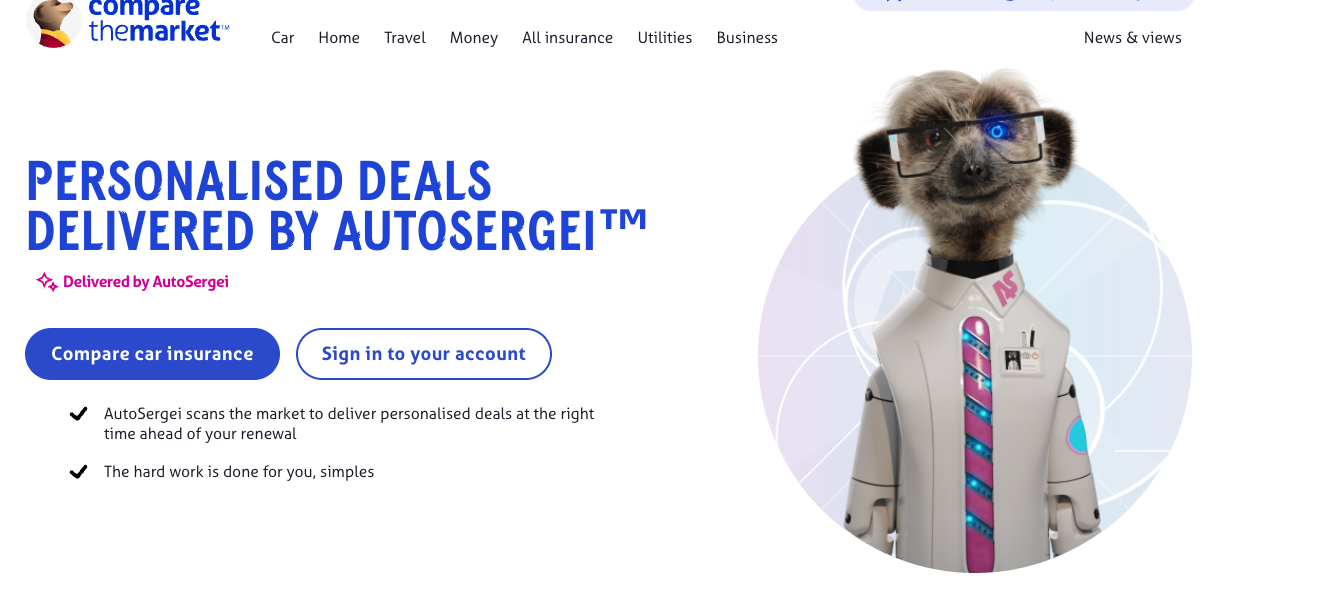 compare
themarket™
Car Home Travel Money All insurance Utilities Business News & views
PERSONALISED DEALS
DELIVERED BY AUTOSERGEI™
Delivered by AutoSergei
Compare car insurance Sign in to your account
AutoSergei scans the market to deliver personalised deals at the right
time ahead of your renewal
The hard work is done for you, simples
AS